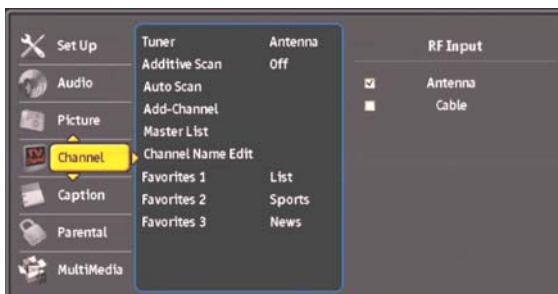 Set Up
Audio
Picture
Channel
Caption
Parental
MultiMedia
Tuner Antenna
Additive Scan Off
Auto Scan
Add-Channel
Master List
Channel Name Edit
Favorites 1 List
Favorites 2 Sports
Favorites 3 News
RF Input
Antenna
Cable